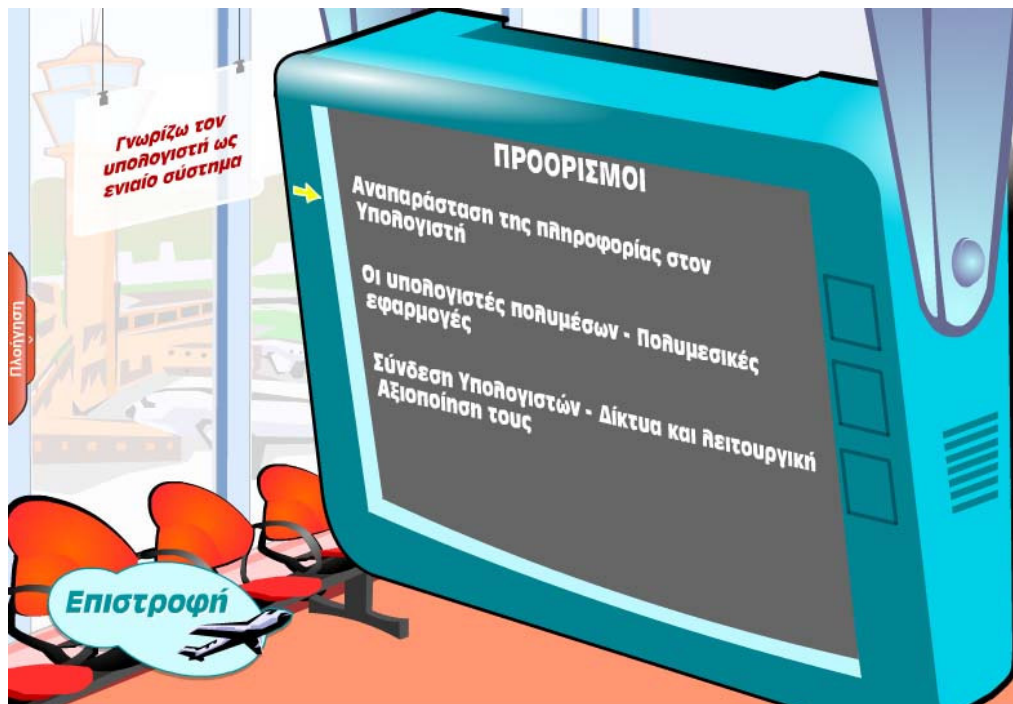 Γνωρίζω τον
υπολογιστή ως
ενιαίο σύστημα
ΠΡΟΟΡΙΣΜΟΙ
Αναπαράσταση της πληροφορίας στον
Υπολογιστή
Οι υπολογιστές πολυμέσων - Πολυμεσικές
εφαρμογές
Σύνδεση Υπολογιστών - Δίκτυα και λειτουργική
Αξιοποίηση τους
Πλοήγηση
Επιστροφή